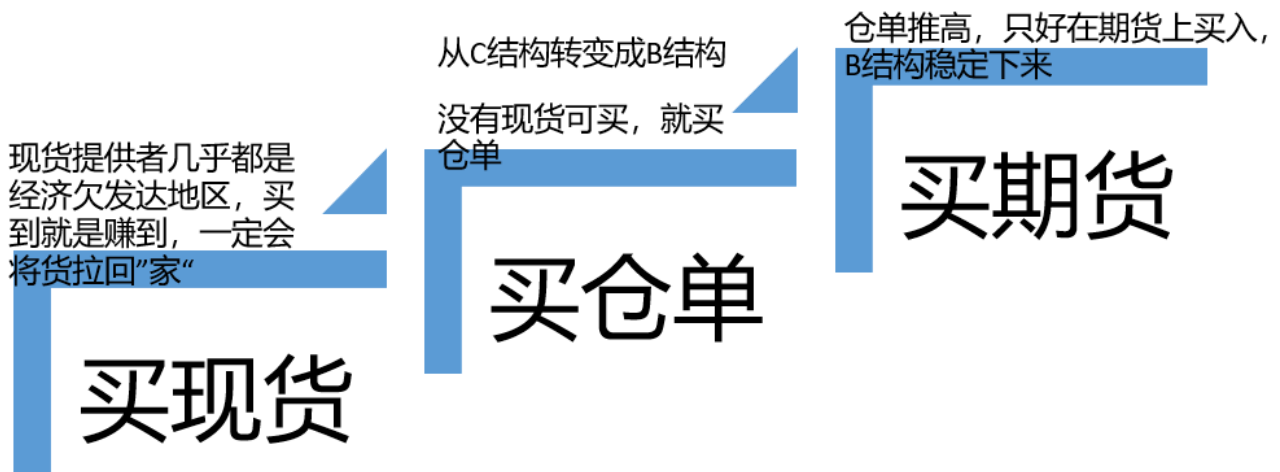 现货提供者几乎都是
经济欠发达地区，买
到就是赚到，一定会
将货拉回”家“
买现货
从C结构转变成B结构
没有现货可买，就买
仓单
买仓单
仓单推高，只好在期货上买入，
B结构稳定下来
买期货